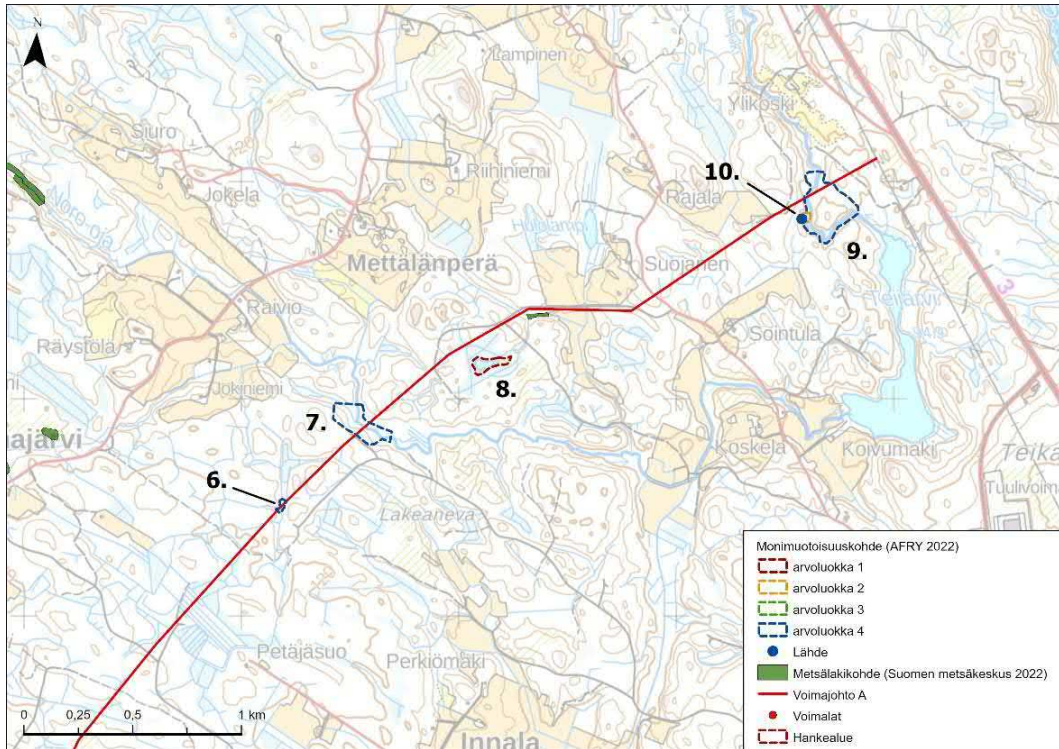 N
Lampinen
Ylikoski
Siuro
Riihiniemi
Jokela
10.
Rajala
9.
Mettälänperä
Suojanen
Raivio
Sointula
3
Räystölä
8.
Jokiniemi
7.
Koskela
Koivumäki
6.
Lakeaneva
Petäjäsuo
Perkiömäki
Innala
Monimuotoisuuskohde (AFRY 2022)
arvoluokka 1
arvoluokka 2
arvoluokka 3
arvoluokka 4
Lähde
Metsälakikohde (Suomen metsäkeskus 2022)
Voimajohto A
Voimalat
Hankealue
0 0,25 0,5 1 km